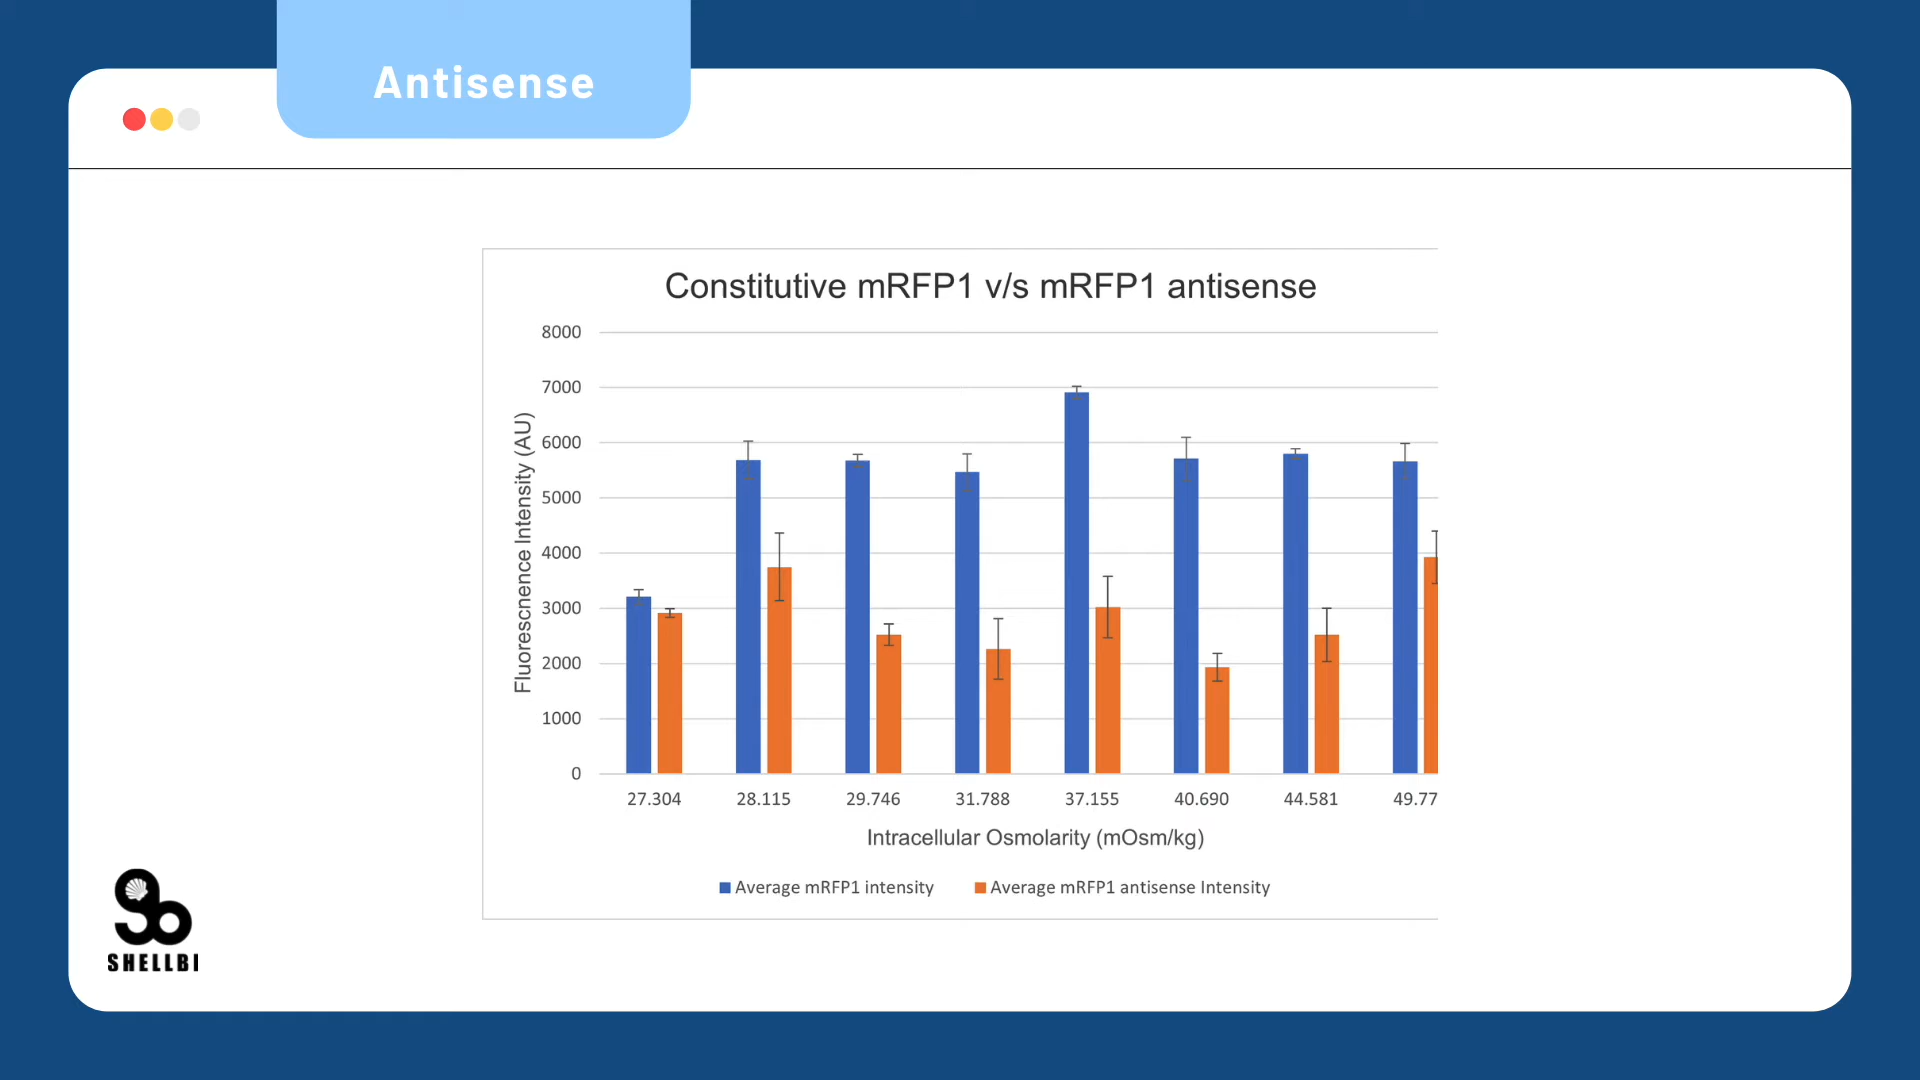 Antisense
Constitutive mRFP1 v/s mRFP1 antisense
8000
7000
6000
5000
4000
3000
2000
1000
0
Fluorescnence Intensity (AU)
27.304 28.115 29.746 31.788 37.155 40.690 44.581 49.77
Intracellular Osmolarity (mOsm/kg)
Average mRFP1 intensity Average mRFP1 antisense Intensity
SHELLBI